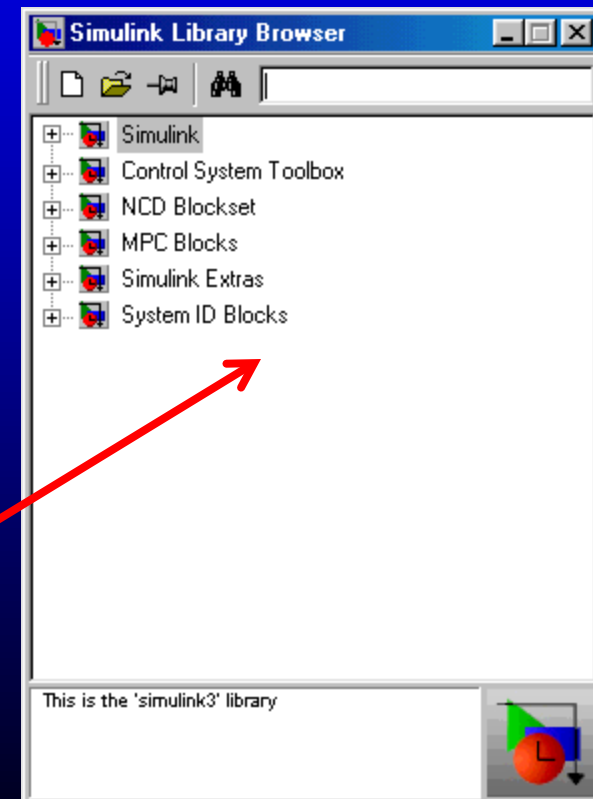 Simulink Library Browser
Simulink
Control System Toolbox
NCD Blockset
MPC Blocks
Simulink Extras
System ID Blocks
This is the 'simulink3' library